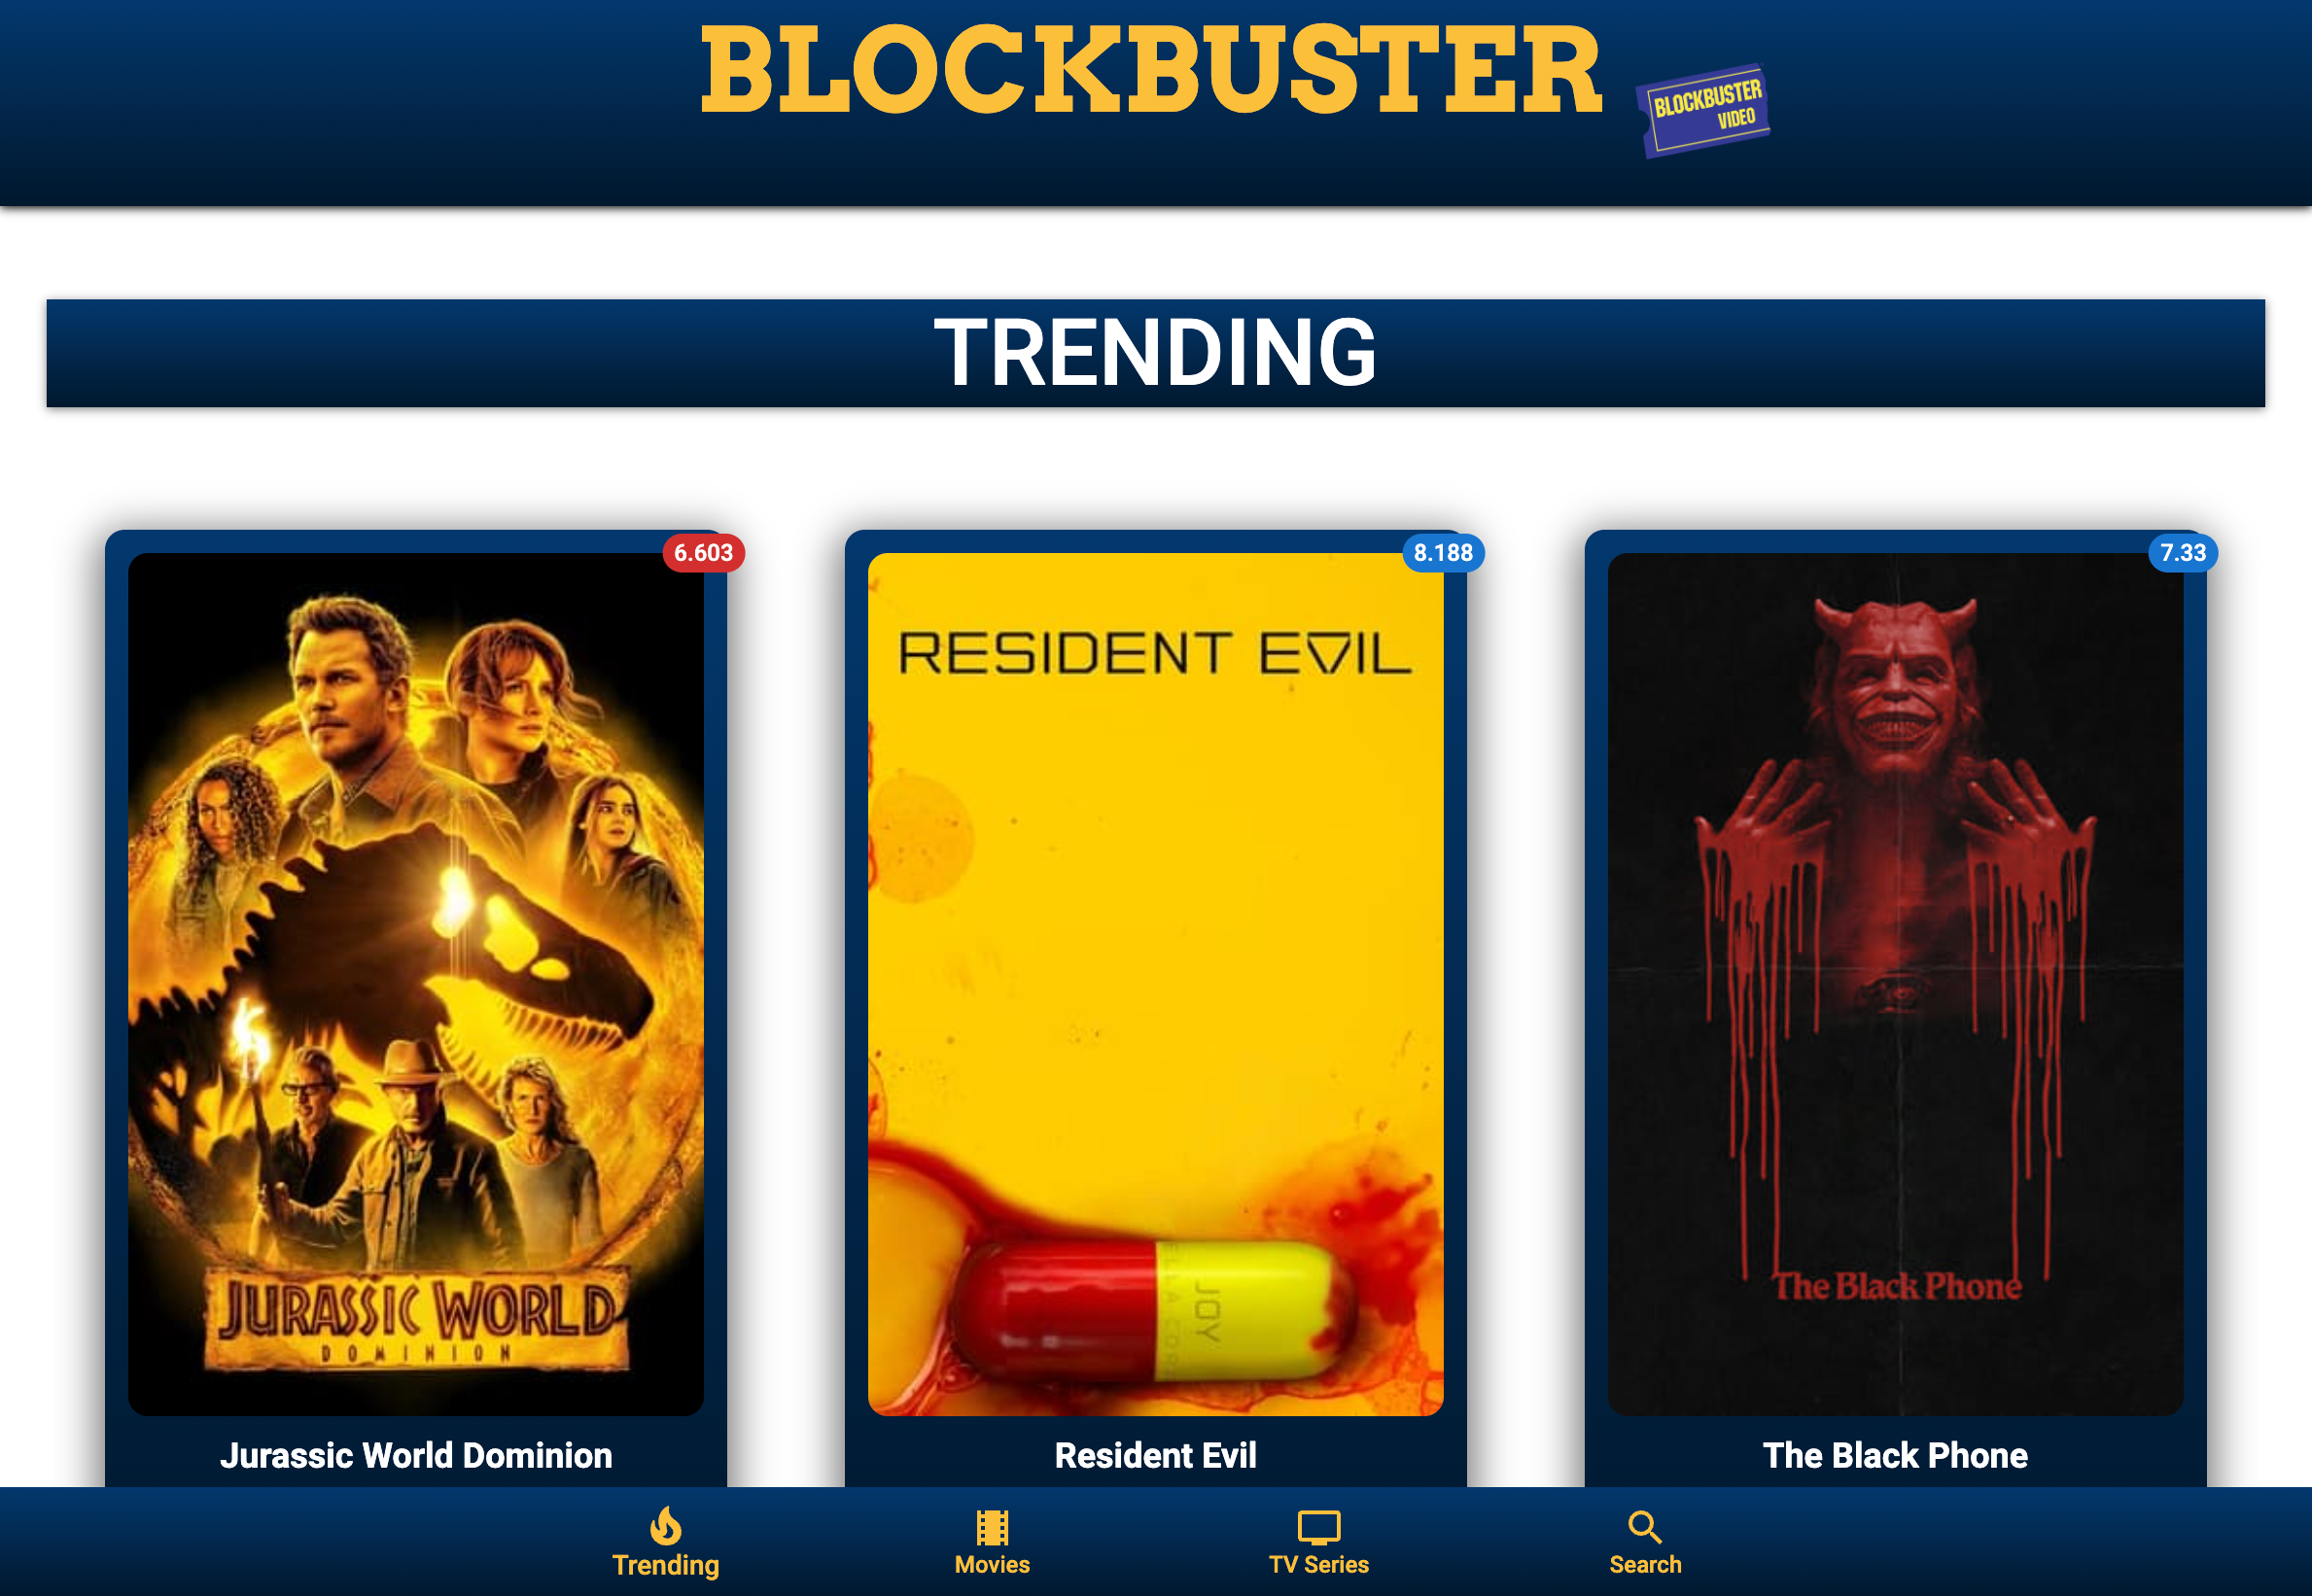 BLOCKBUSTER
BLOCKBUSTER
VIDEO
TRENDING
6.603
8.188
7.33
RESIDENT EVIL
JOY
The Black Phone
JURASSIC WORLD
DOMINION
Jurassic World Dominion
Resident Evil
The Black Phone
Trending
Movies
TV Series
Search